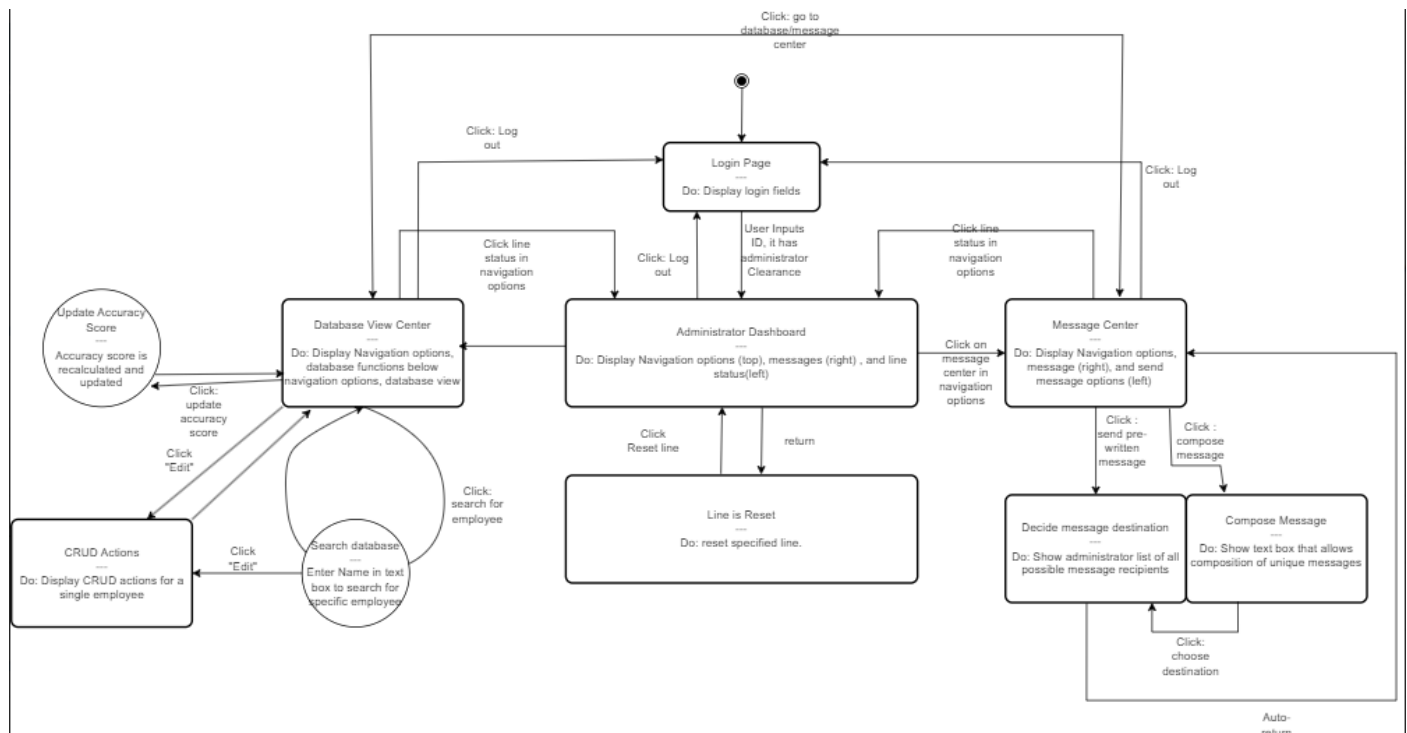 Click: go to
database/message
center
Click: Log
out
Login Page
---
Do: Display login fields
Click: Log
out
Click line
status in
navigation
options
Click: Log
out
User Inputs
ID, it has
administrator
Clearance
Click line
status in
navigation
options
Update Accuracy
Score
---
Accuracy score is
recalculated and
updated
Database View Center
---
Do: Display Navigation options,
database functions below
navigation options, database view
Administrator Dashboard
---
Do: Display Navigation options (top), messages (right) , and line
status(left)
Click on
message
center in
navigation
options
Message Center
---
Do: Display Navigation options,
message (right), and send
message options (left)
Click:
update
accuracy
score
Click
"Edit"
Click
Reset line
return
Click :
send pre-
written
message
Click :
compose
message
Click:
search for
employee
CRUD Actions
---
Do: Display CRUD actions for a
single employee
Click
"Edit"
Search database
---
Enter Name in text
box to search for
specific employee
Line is Reset
---
Do: reset specified line.
Decide message destination
---
Do: Show administrator list of all
possible message recipients
Compose Message
---
Do: Show text box that allows
composition of unique messages
Click:
choose
destination
Auto-
return